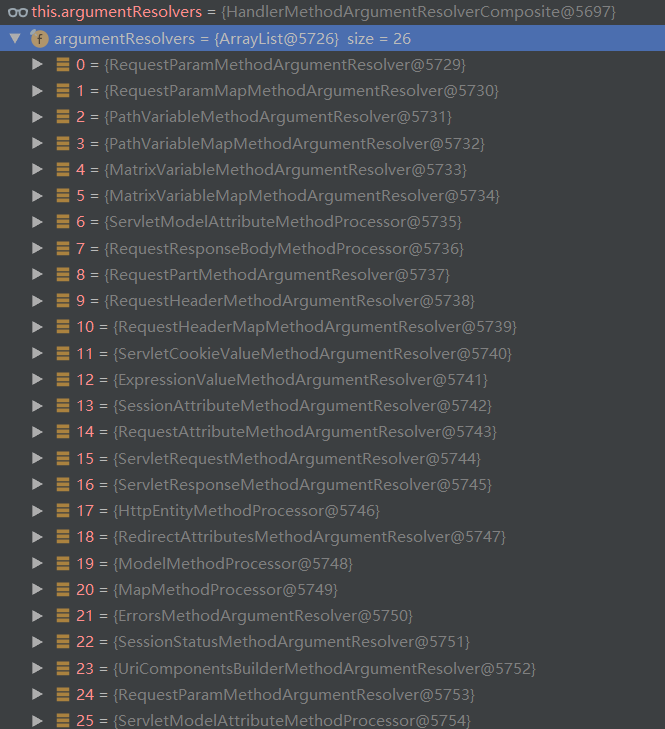 this.argumentResolvers = {HandlerMethodArgumentResolverComposite@5697}
f argumentResolvers = {ArrayList@5726} size = 26
0 = {RequestParamMethodArgumentResolver@5729}
1 = {RequestParamMapMethodArgumentResolver@5730}
2 = {PathVariableMethodArgumentResolver@5731}
3 = {PathVariableMapMethodArgumentResolver@5732}
4 = {MatrixVariableMethodArgumentResolver@5733}
5 = {MatrixVariableMapMethodArgumentResolver@5734}
6 = {ServletModelAttributeMethodProcessor@5735}
7 = {RequestResponseBodyMethodProcessor@5736}
8 = {RequestPartMethodArgumentResolver@5737}
9 = {RequestHeaderMethodArgumentResolver@5738}
10 = {RequestHeaderMapMethodArgumentResolver@5739}
11 = {ServletCookieValueMethodArgumentResolver@5740}
12 = {ExpressionValueMethodArgumentResolver@5741}
13 = {SessionAttributeMethodArgumentResolver@5742}
14 = {RequestAttributeMethodArgumentResolver@5743}
15 = {ServletRequestMethodArgumentResolver@5744}
16 = {ServletResponseMethodArgumentResolver@5745}
17 = {HttpEntityMethodProcessor@5746}
18 = {RedirectAttributesMethodArgumentResolver@5747}
19 = {ModelMethodProcessor@5748}
20 = {MapMethodProcessor@5749}
21 = {ErrorsMethodArgumentResolver@5750}
22 = {SessionStatusMethodArgumentResolver@5751}
23 = {UriComponentsBuilderMethodArgumentResolver@5752}
24 = {RequestParamMethodArgumentResolver@5753}
25 = {ServletModelAttributeMethodProcessor@5754}